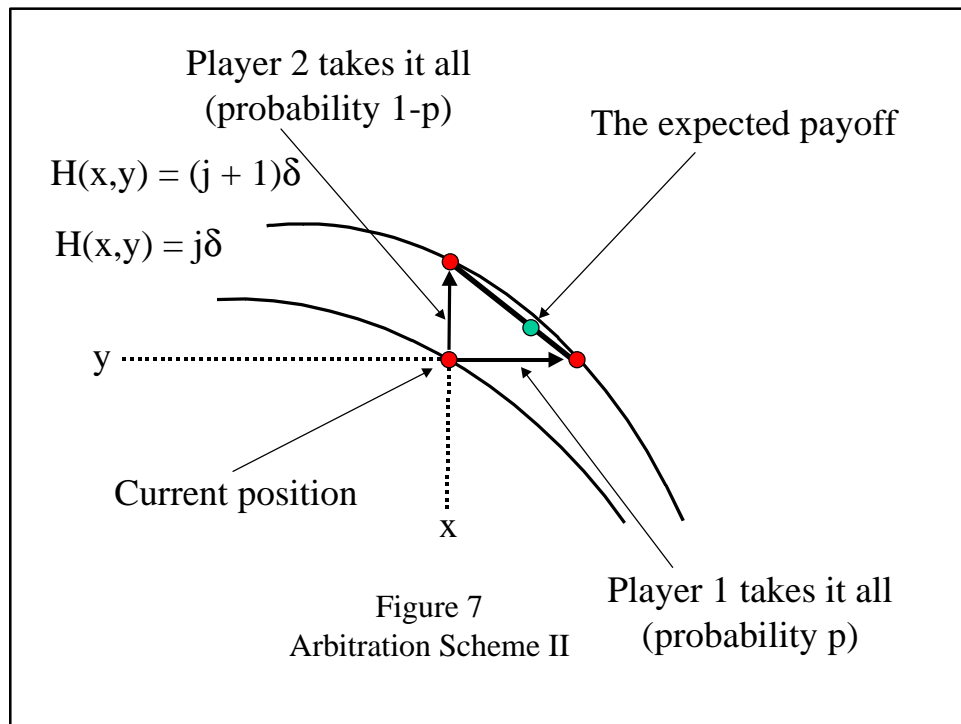 Player 2 takes it all
(probability 1-p)
The expected payoff
H(x,y) = (j + 1)δ
H(x,y) = jδ
y
Current position
x
Player 1 takes it all
(probability p)
Figure 7
Arbitration Scheme II